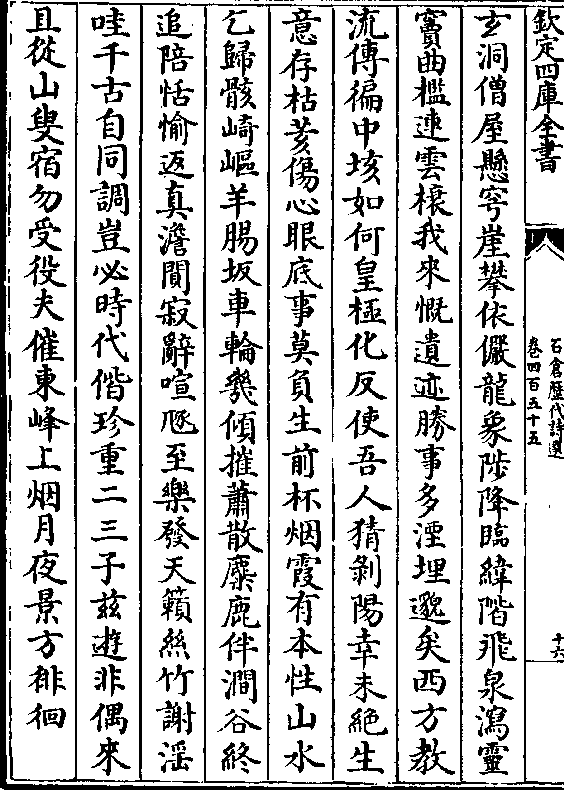 欽定四庫全書
石倉歷代詩選
卷四百五十五
十六
玄洞僧屋懸穹崖攀依儼龍象陟降臨緯階飛泉瀉靈
竇曲檻連雲榱我來慨遺迹勝事多湮埋邈矣西方教
流傳徧中垓如何皇極化反使吾人猜剝陽幸未絕生
意存枯荄傷心眼底事莫負生前杯烟霞有本性山水
乞歸骸崎嶇羊腸坂車輪幾傾摧蕭散麋鹿伴澗谷終
追陪恬愉返真澹閴寂辭喧豗至樂發天籟絲竹謝淫
哇千古自同調豈必時代偕珍重二三子茲遊非偶來
且從山叟宿勿受役夫催東峰上烟月夜景方徘徊